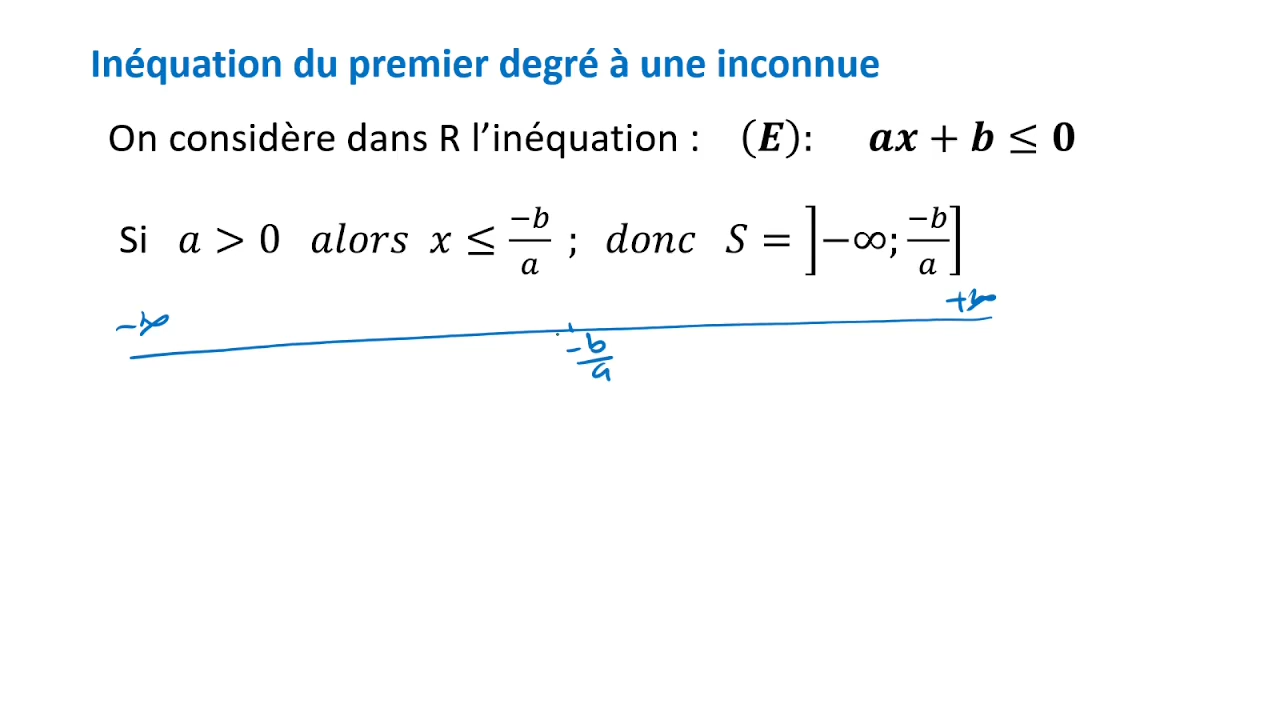 Inéquation du premier degré à une inconnue
On considère dans R l’inéquation : (E): ax + b ≤ 0
Si a > 0 alors x ≤ -b/a ; donc S = ]-∞; -b/a]
-∞ +∞
-b/a